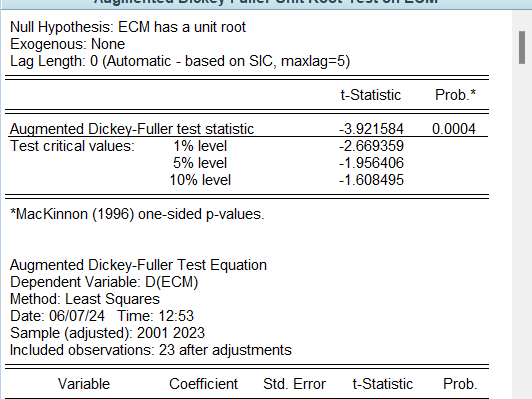 Augmented Dickey-Fuller Unit Root Test on ECM
Null Hypothesis: ECM has a unit root
Exogenous: None
Lag Length: 0 (Automatic - based on SIC, maxlag=5)
t-Statistic Prob.*
Augmented Dickey-Fuller test statistic -3.921584 0.0004
Test critical values: 1% level -2.669359
5% level -1.956406
10% level -1.608495
*MacKinnon (1996) one-sided p-values.
Augmented Dickey-Fuller Test Equation
Dependent Variable: D(ECM)
Method: Least Squares
Date: 06/07/24 Time: 12:53
Sample (adjusted): 2001 2023
Included observations: 23 after adjustments
Variable Coefficient Std. Error t-Statistic Prob.